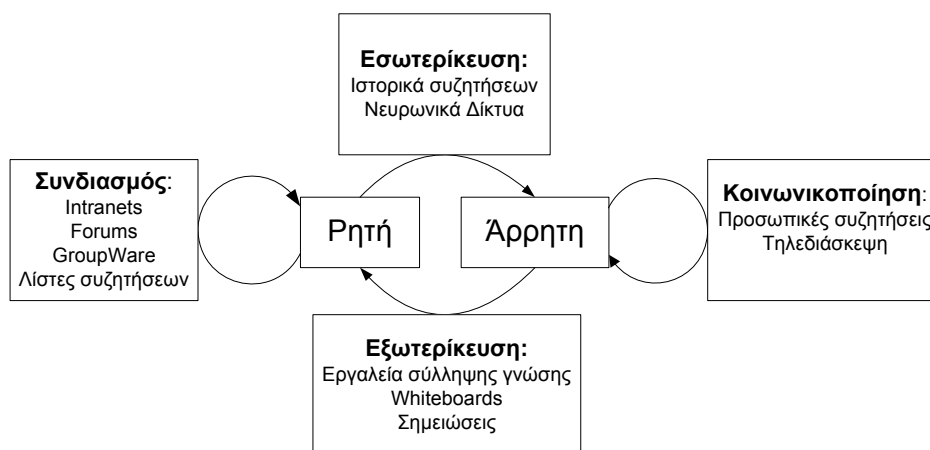 Εσωτερίκευση:
Ιστορικά συζητήσεων
Νευρωνικά Δίκτυα
Συνδιασμός:
Intranets
Forums
GroupWare
Λίστες συζητήσεων
Ρητή
Άρρητη
Κοινωνικοποίηση:
Προσωπικές συζητήσεις
Τηλεδιάσκεψη
Εξωτερίκευση:
Εργαλεία σύλληψης γνώσης
Whiteboards
Σημειώσεις